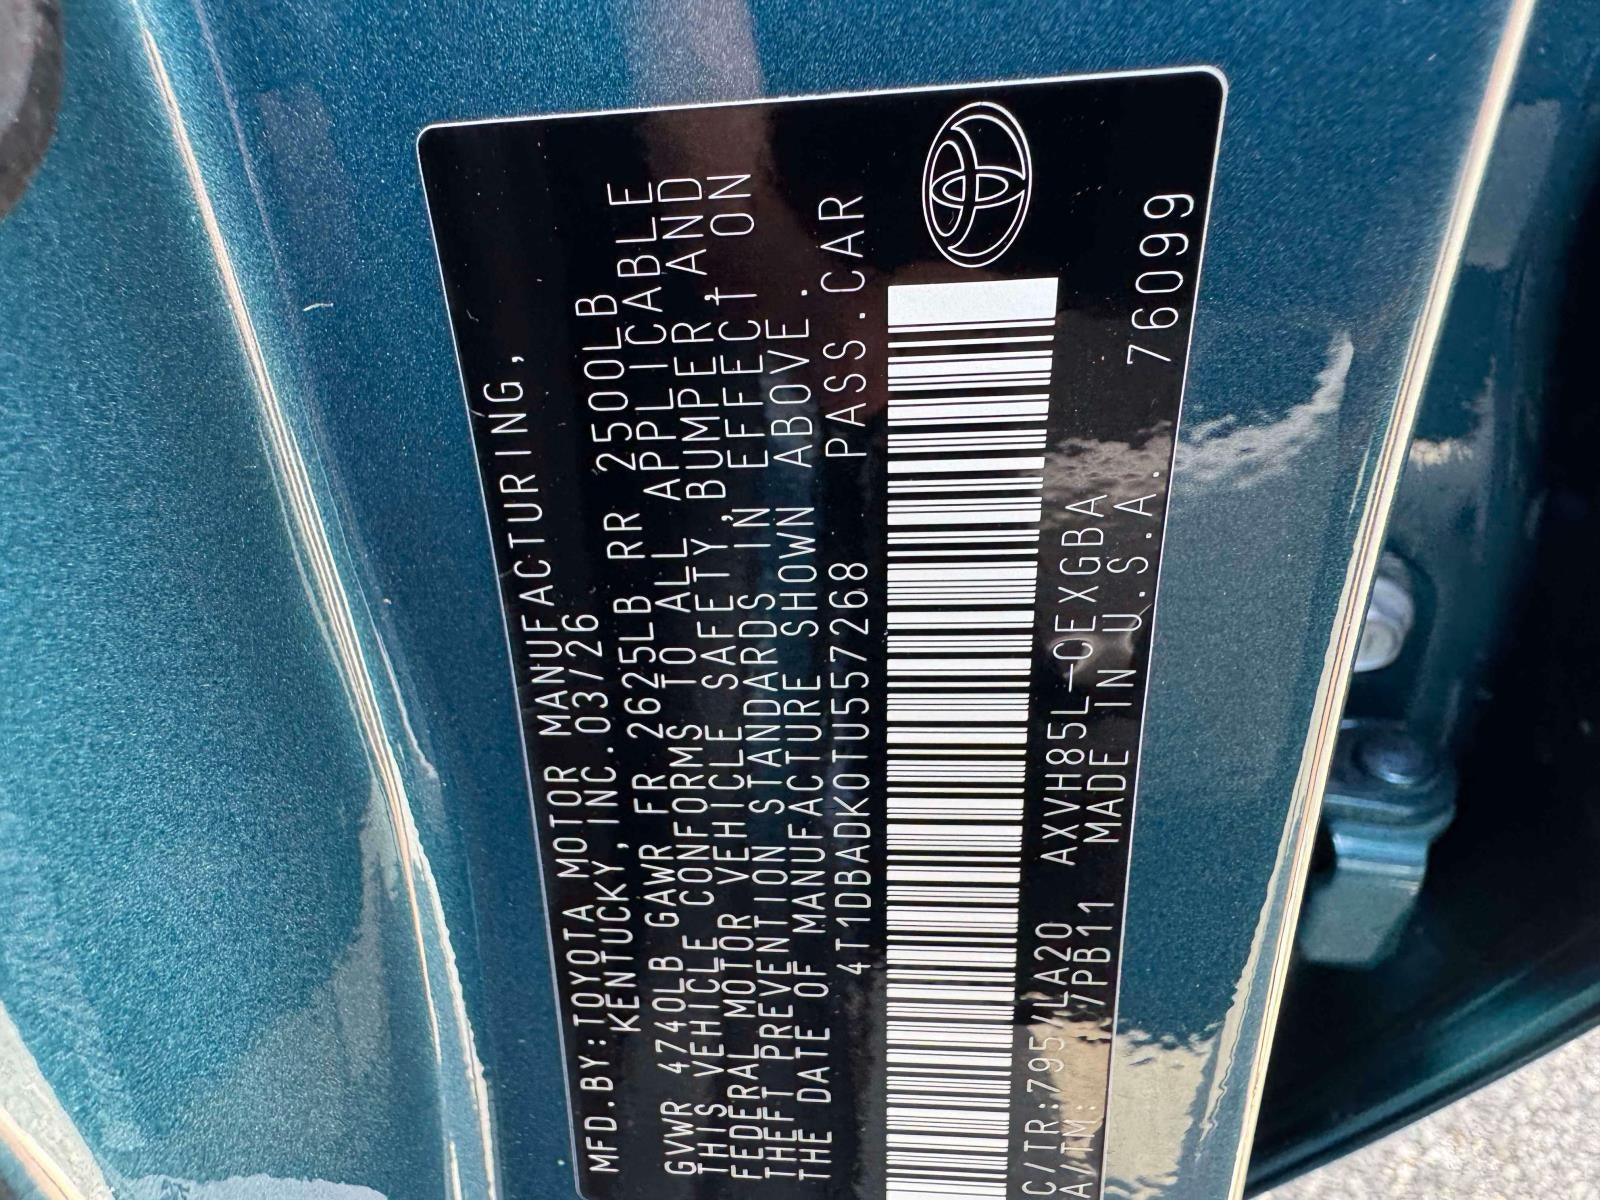 MFD.BY:TOYOTA MOTOR MANUFACTURING,
KENTUCKY, INC.03/26
GVWR 4740LB GAWR FR 2625LB RR 2500LB
THIS VEHICLE CONFORMS TO ALL APPLICABLE
FEDERAL MOTOR VEHICLE SAFETY, BUMPER, AND
THEFT PREVENTION STANDARDS IN EFFECT ON
THE DATE OF MANUFACTURE SHOWN ABOVE.
4T1DBADK0TU557268 PASS.CAR
C/TR:795/LA20 AXVH85L-CEXGBA
A/TM: /PB11 MADE IN U.S.A.
76099